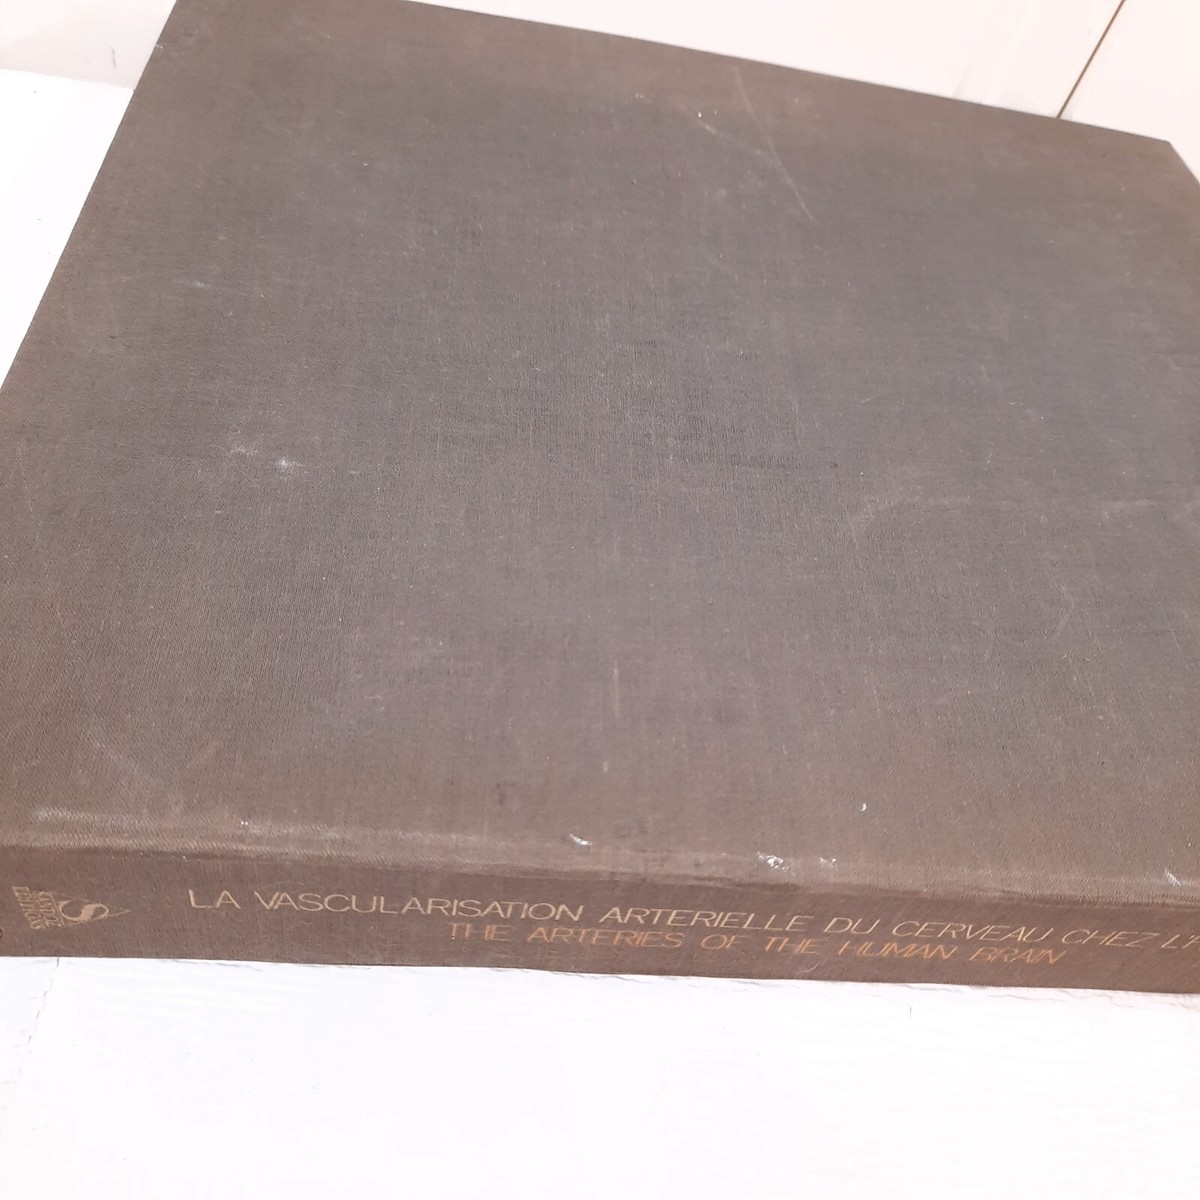 LA VASCULARISATION ARTERIELLE DU CERVEAU CHEZ L'
THE ARTERIES OF THE HUMAN BRAIN
S